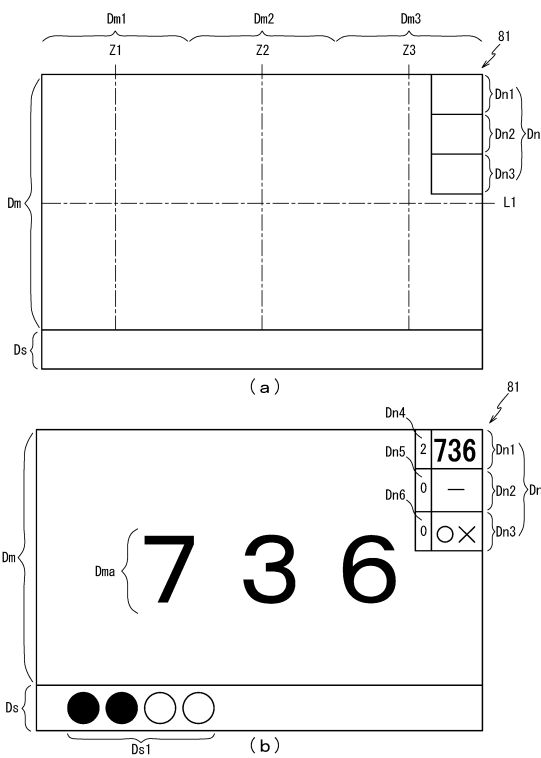 Dm1 Dm2 Dm3
Z1 Z2 Z3
81
Dn1
Dn2 Dn
Dn3
Dm
L1
Ds
(a)
81
Dn4
2 736 Dn1
Dn5
0 — Dn2 Dn
Dn6
0 ○× Dn3
Dm
Dma 7 3 6
Ds ●●○○
Ds1
(b)